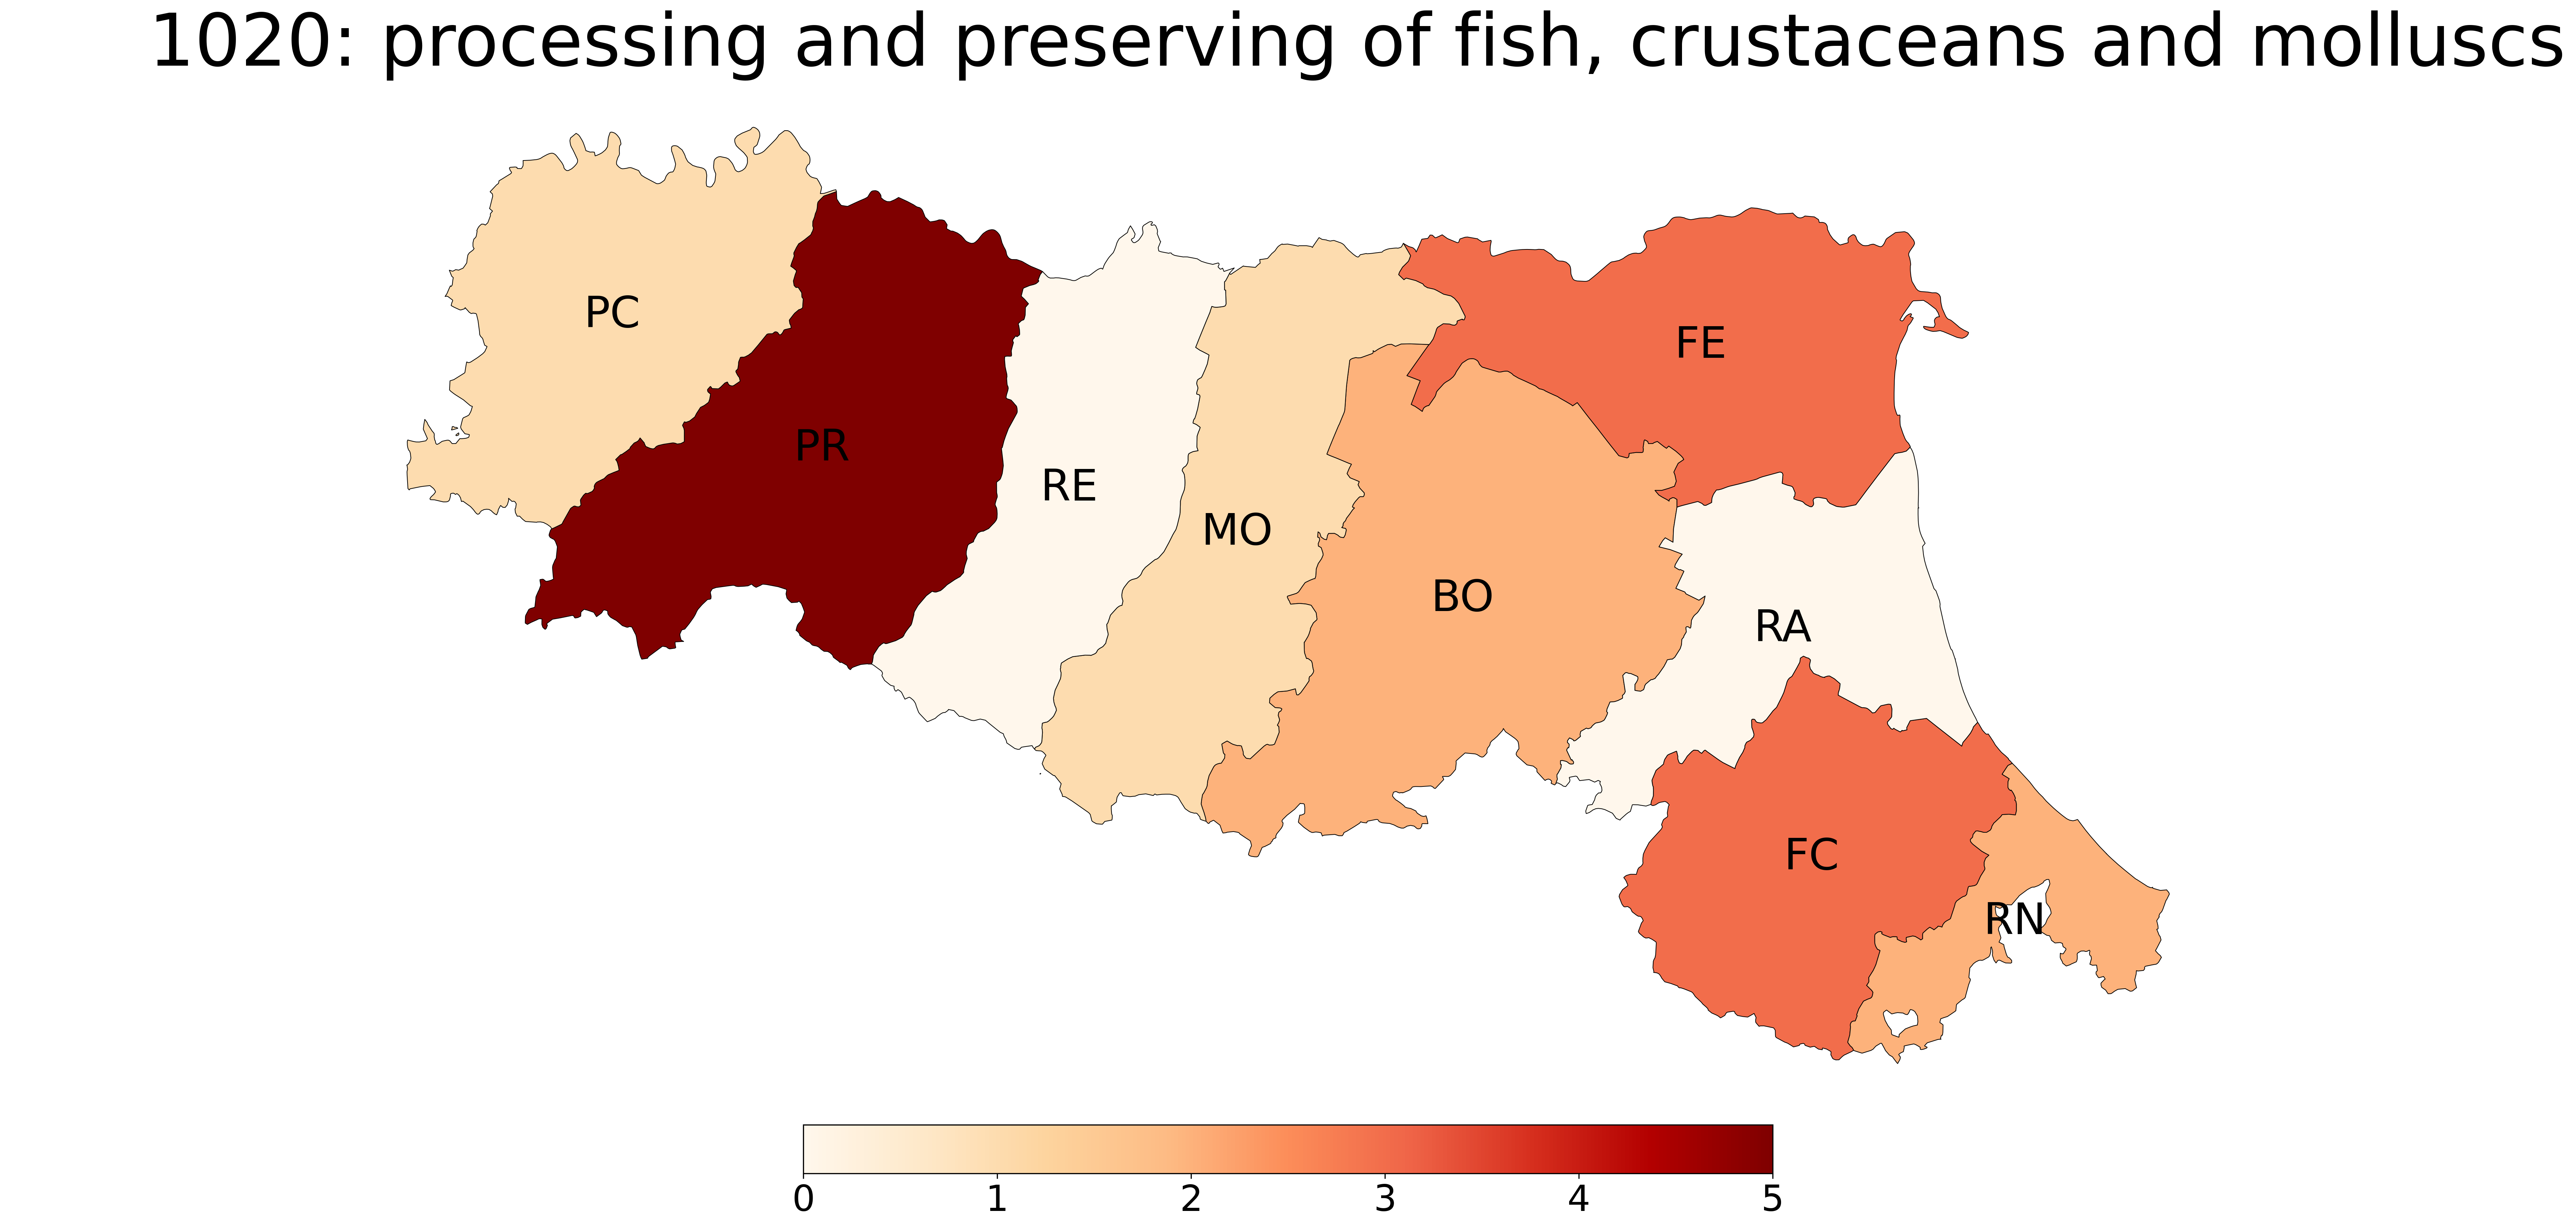 1020: processing and preserving of fish, crustaceans and molluscs
PC
FE
PR
RE
MO
BO
RA
FC
RN
0 1 2 3 4 5